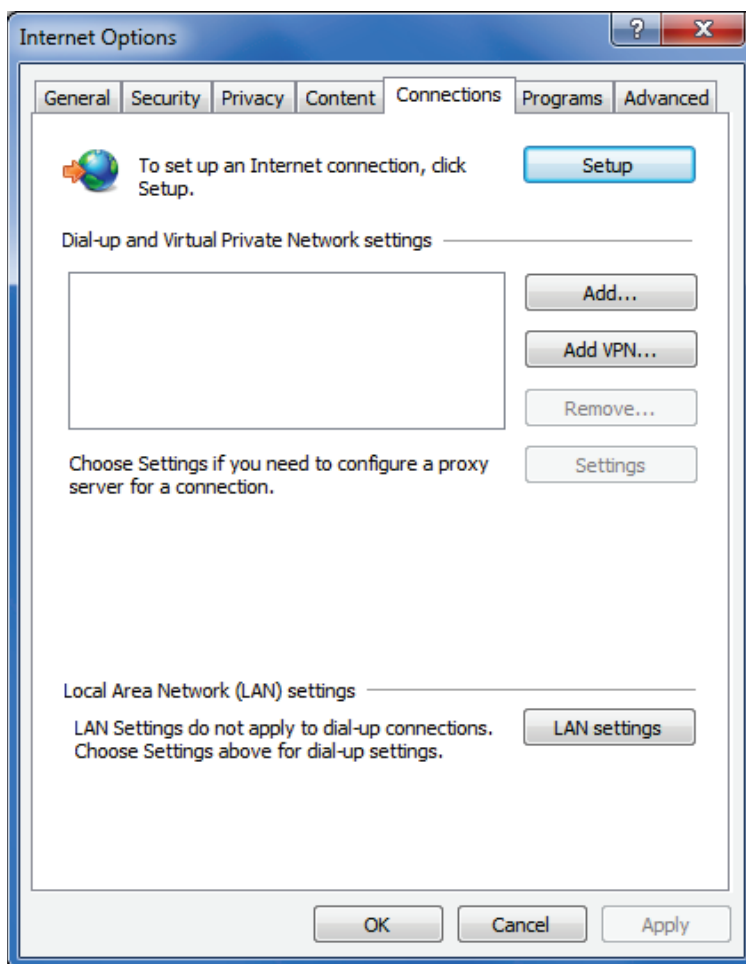 Internet Options
?
X
General Security Privacy Content Connections Programs Advanced
To set up an Internet connection, click
Setup.
Setup
Dial-up and Virtual Private Network settings
Add...
Add VPN...
Remove...
Choose Settings if you need to configure a proxy
server for a connection.
Settings
Local Area Network (LAN) settings
LAN Settings do not apply to dial-up connections.
Choose Settings above for dial-up settings.
LAN settings
OK Cancel Apply